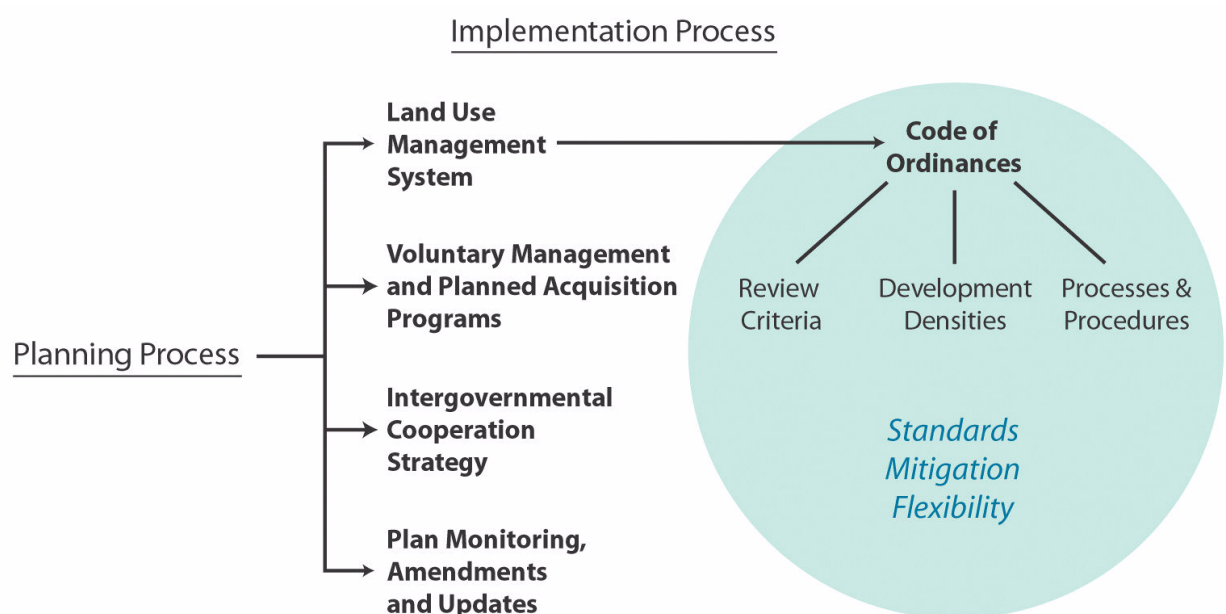 Implementation Process
Land Use
Management
System
Code of
Ordinances
Voluntary Management
and Planned Acquisition
Programs
Review
Criteria
Development
Densities
Processes &
Procedures
Planning Process
Intergovernmental
Cooperation
Strategy
Standards
Mitigation
Flexibility
Plan Monitoring,
Amendments
and Updates